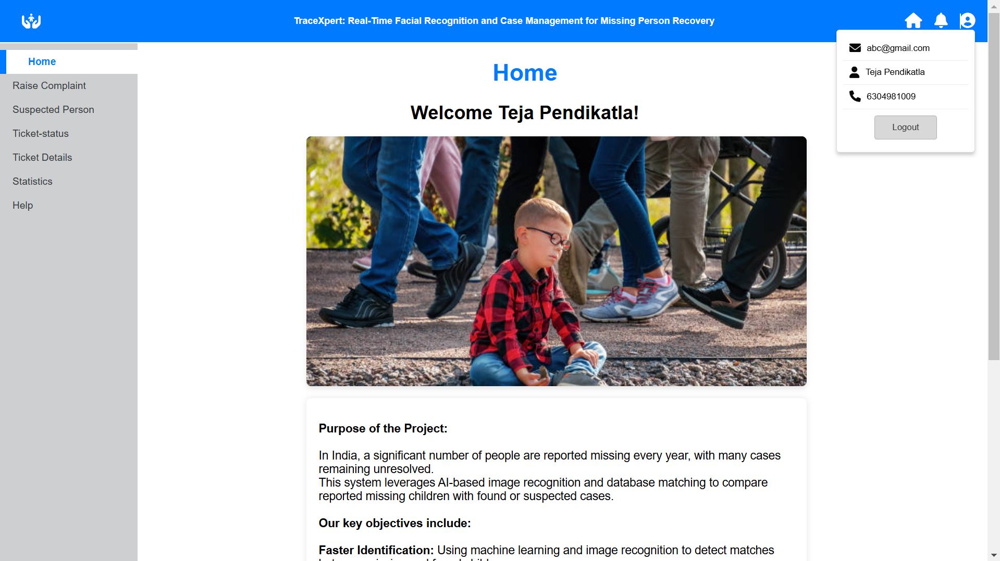 TraceXpert: Real-Time Facial Recognition and Case Management for Missing Person Recovery
abc@gmail.com
Teja Pendikatla
6304981009
Logout
Home
Raise Complaint
Suspected Person
Ticket-status
Ticket Details
Statistics
Help
Home
Welcome Teja Pendikatla!
Purpose of the Project:
In India, a significant number of people are reported missing every year, with many cases
remaining unresolved.
This system leverages AI-based image recognition and database matching to compare
reported missing children with found or suspected cases.
Our key objectives include:
Faster Identification: Using machine learning and image recognition to detect matches